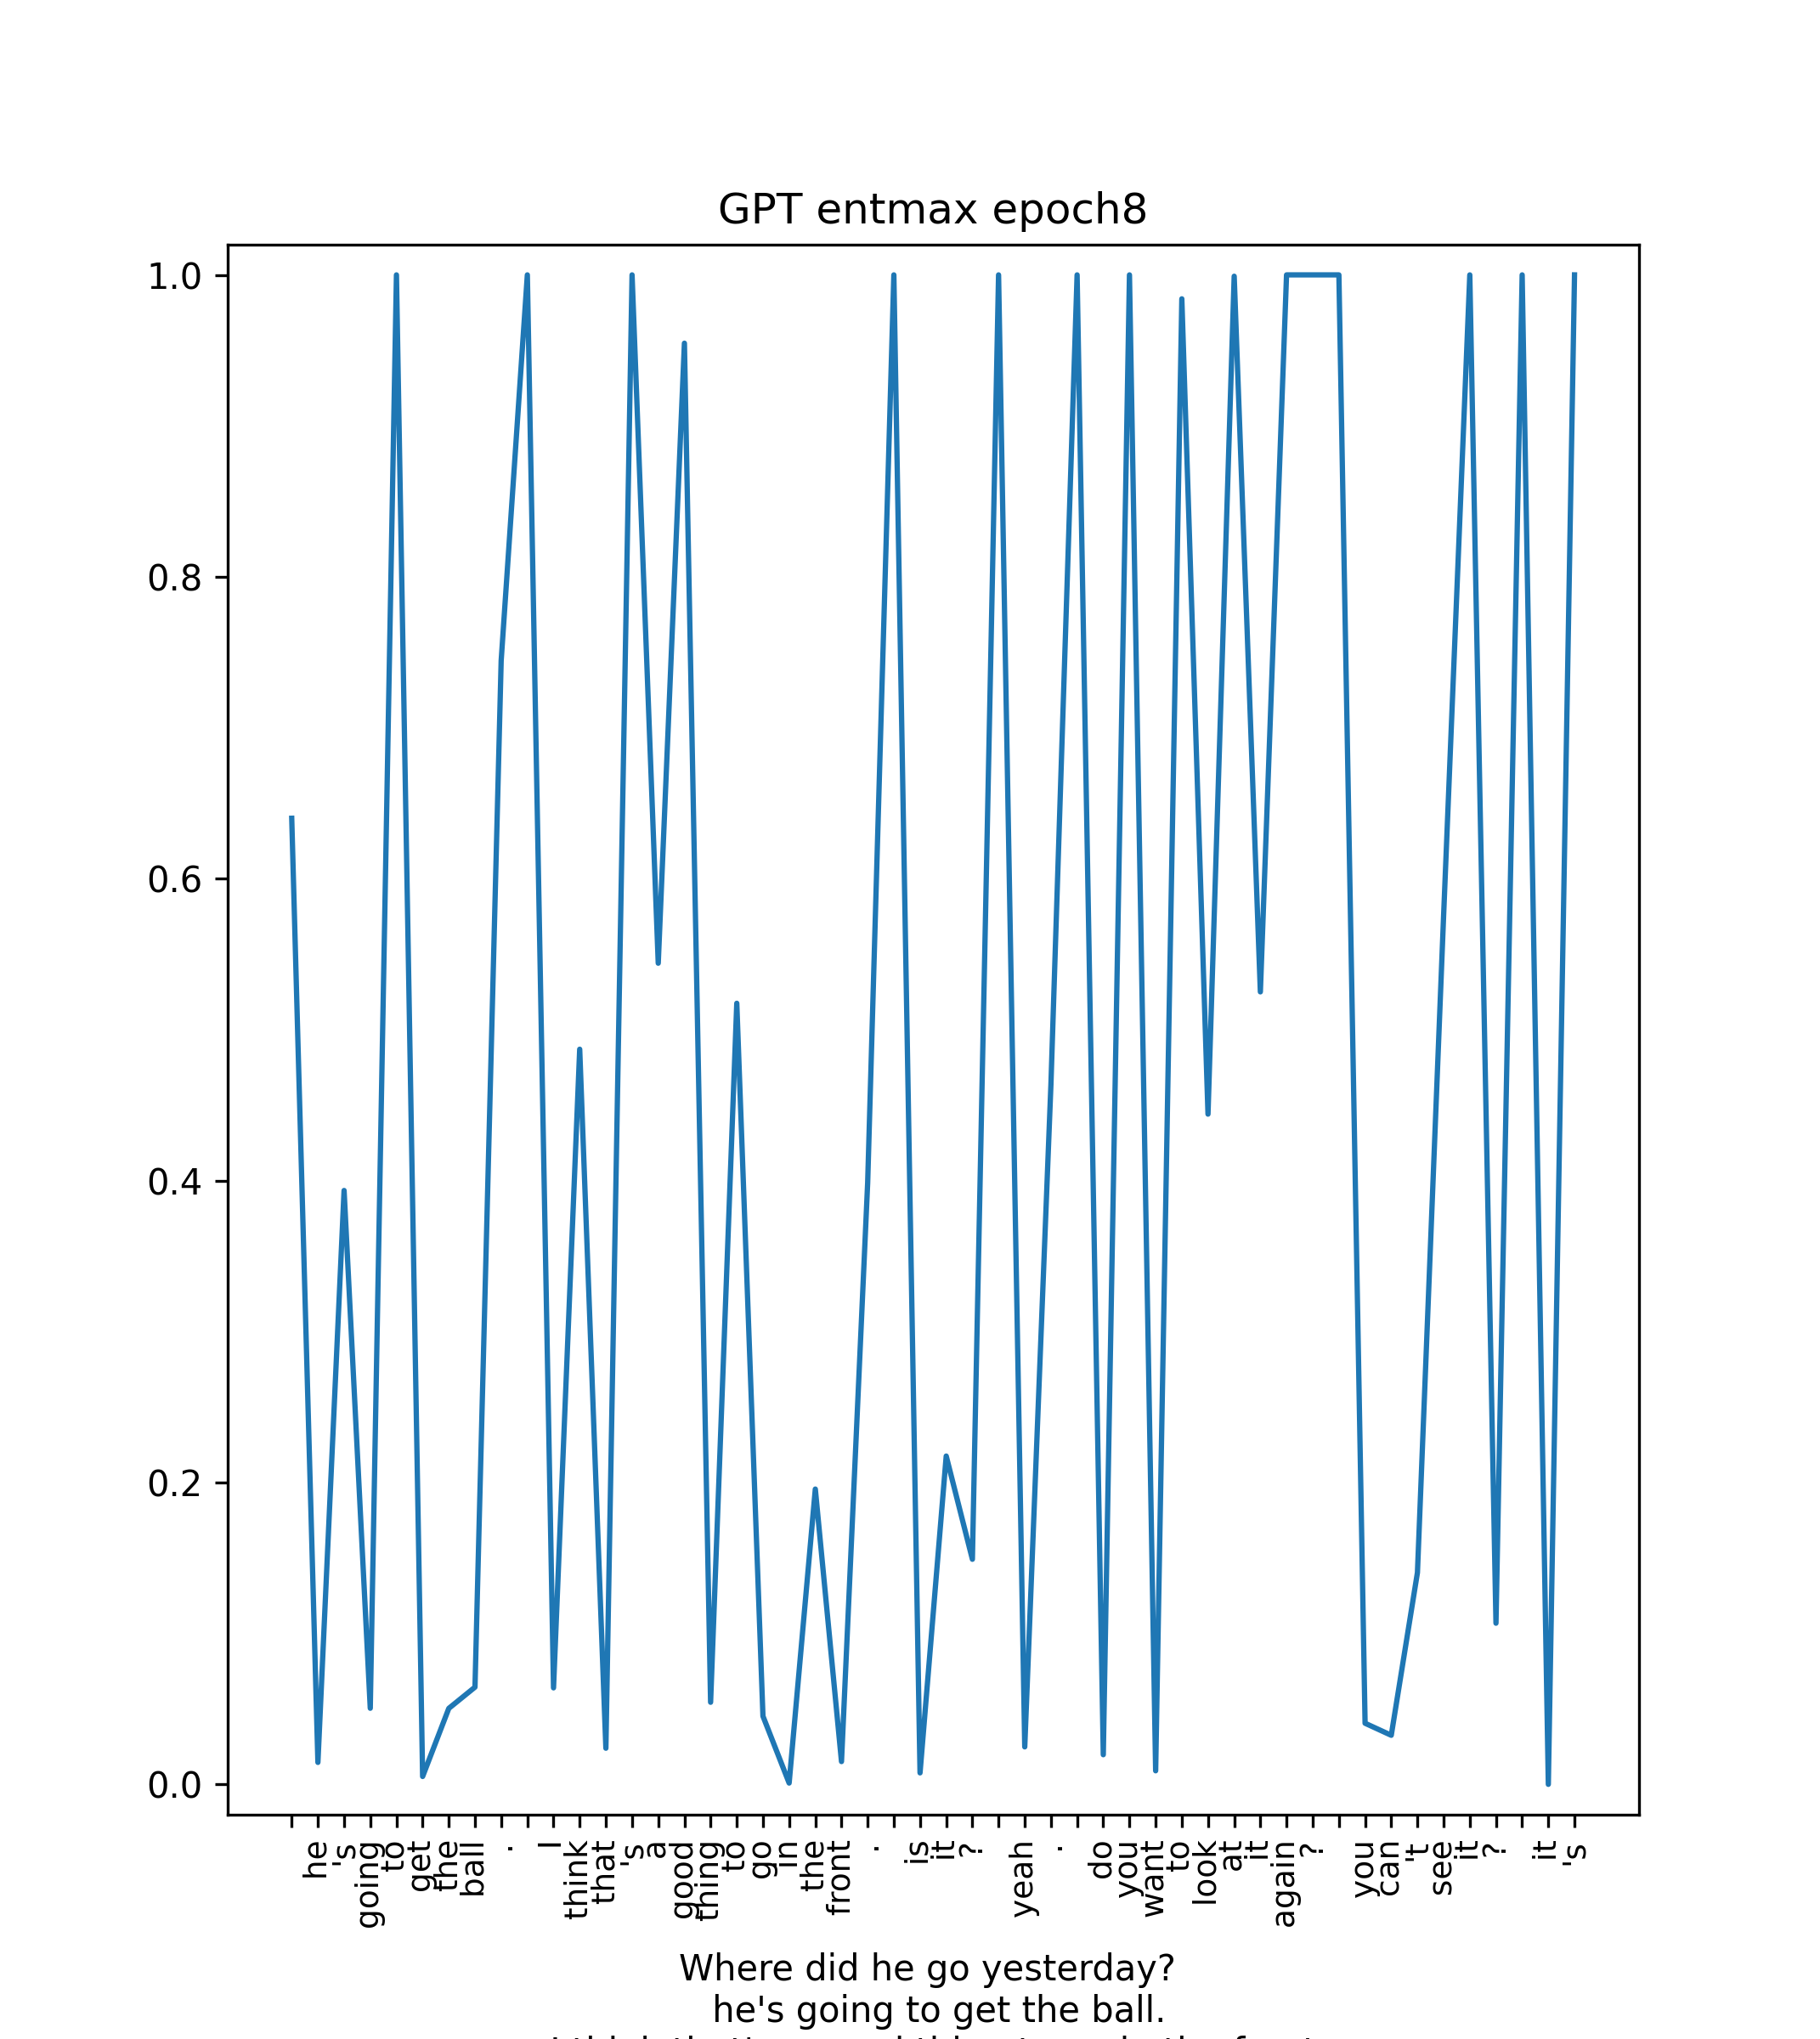 GPT entmax epoch8
1.0
0.8
0.6
0.4
0.2
0.0
he
's
going
to
get
the
ball
.
I
think
that
's
a
good
thing
to
go
in
the
front
.
is
it
?
yeah
.
do
you
want
to
look
at
it
again
?
you
can
't
see
it
?
it
's
Where did he go yesterday?
he's going to get the ball.